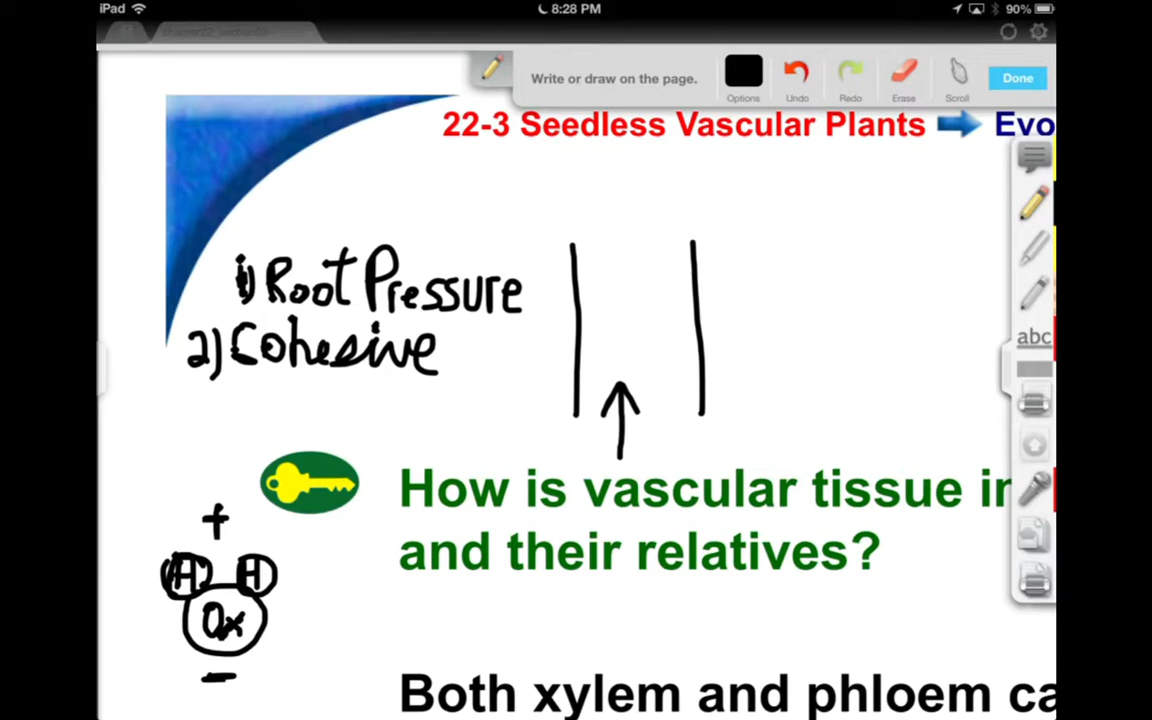 iPad 8:28 PM 90%
Write or draw on the page.
Options Undo Redo Erase Scroll Done
22-3 Seedless Vascular Plants Evo
1) Root Pressure
2) Cohesive
abc
How is vascular tissue in
and their relatives?
+
H H
Ox
-
Both xylem and phloem ca